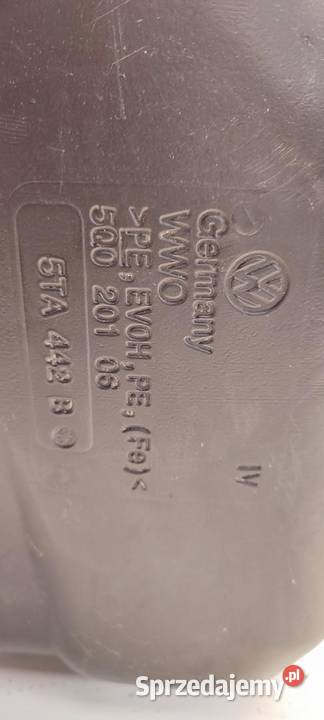 Germany
WWO
>PE,EVOH,PE,(Fe)<
5Q0 201 06
5TA 442 B
IV
Sprzedajemy.pl